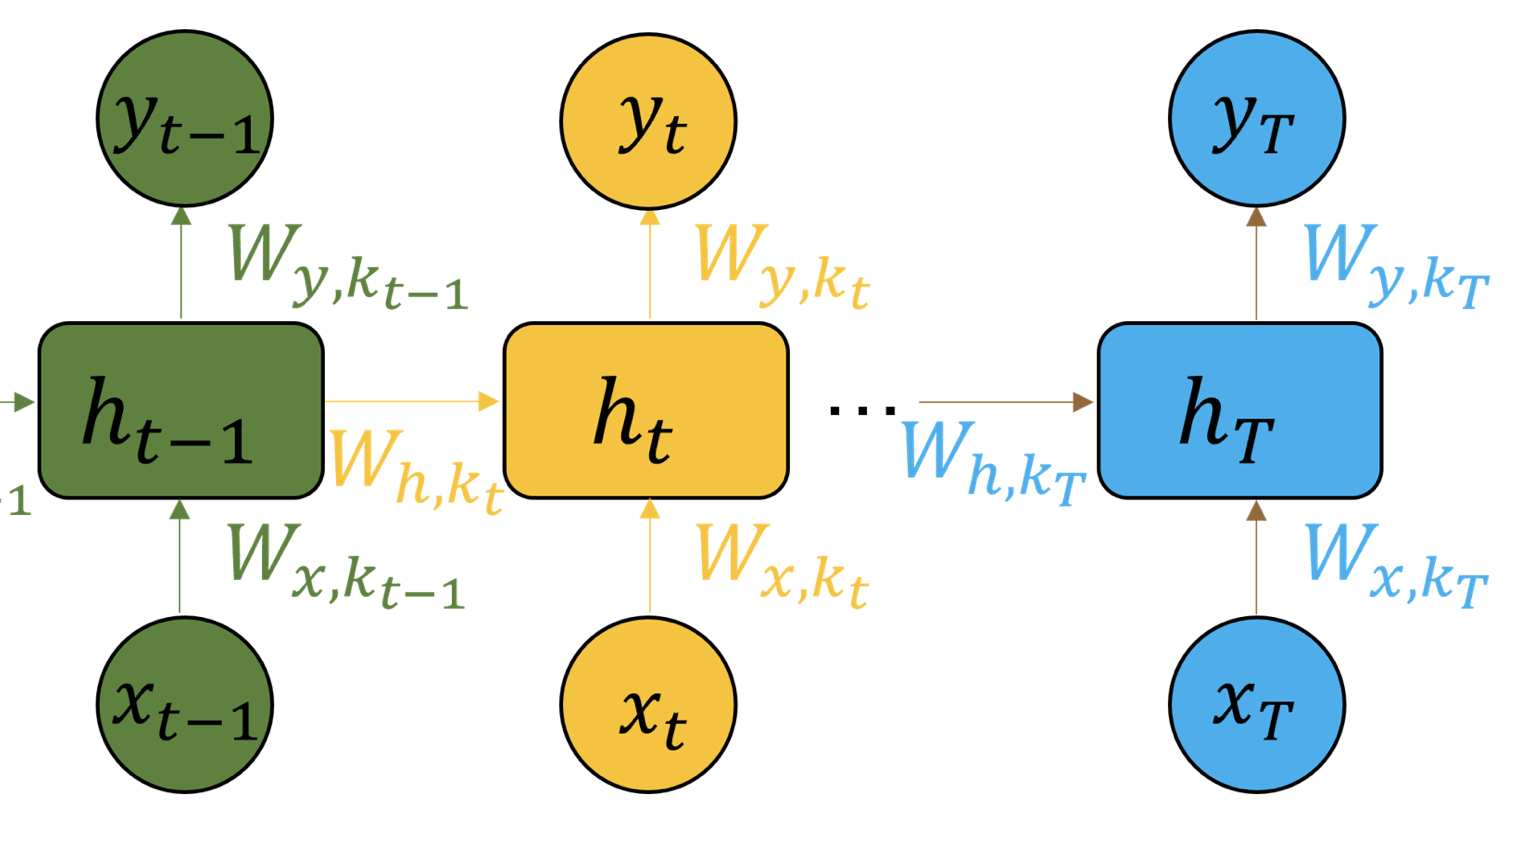 y_{t-1} y_t y_T
W_{y,k_{t-1}} W_{y,k_t} W_{y,k_T}
h_{t-1} h_t ... h_T
-1 W_{h,k_t} W_{h,k_T}
W_{x,k_{t-1}} W_{x,k_t} W_{x,k_T}
x_{t-1} x_t x_T